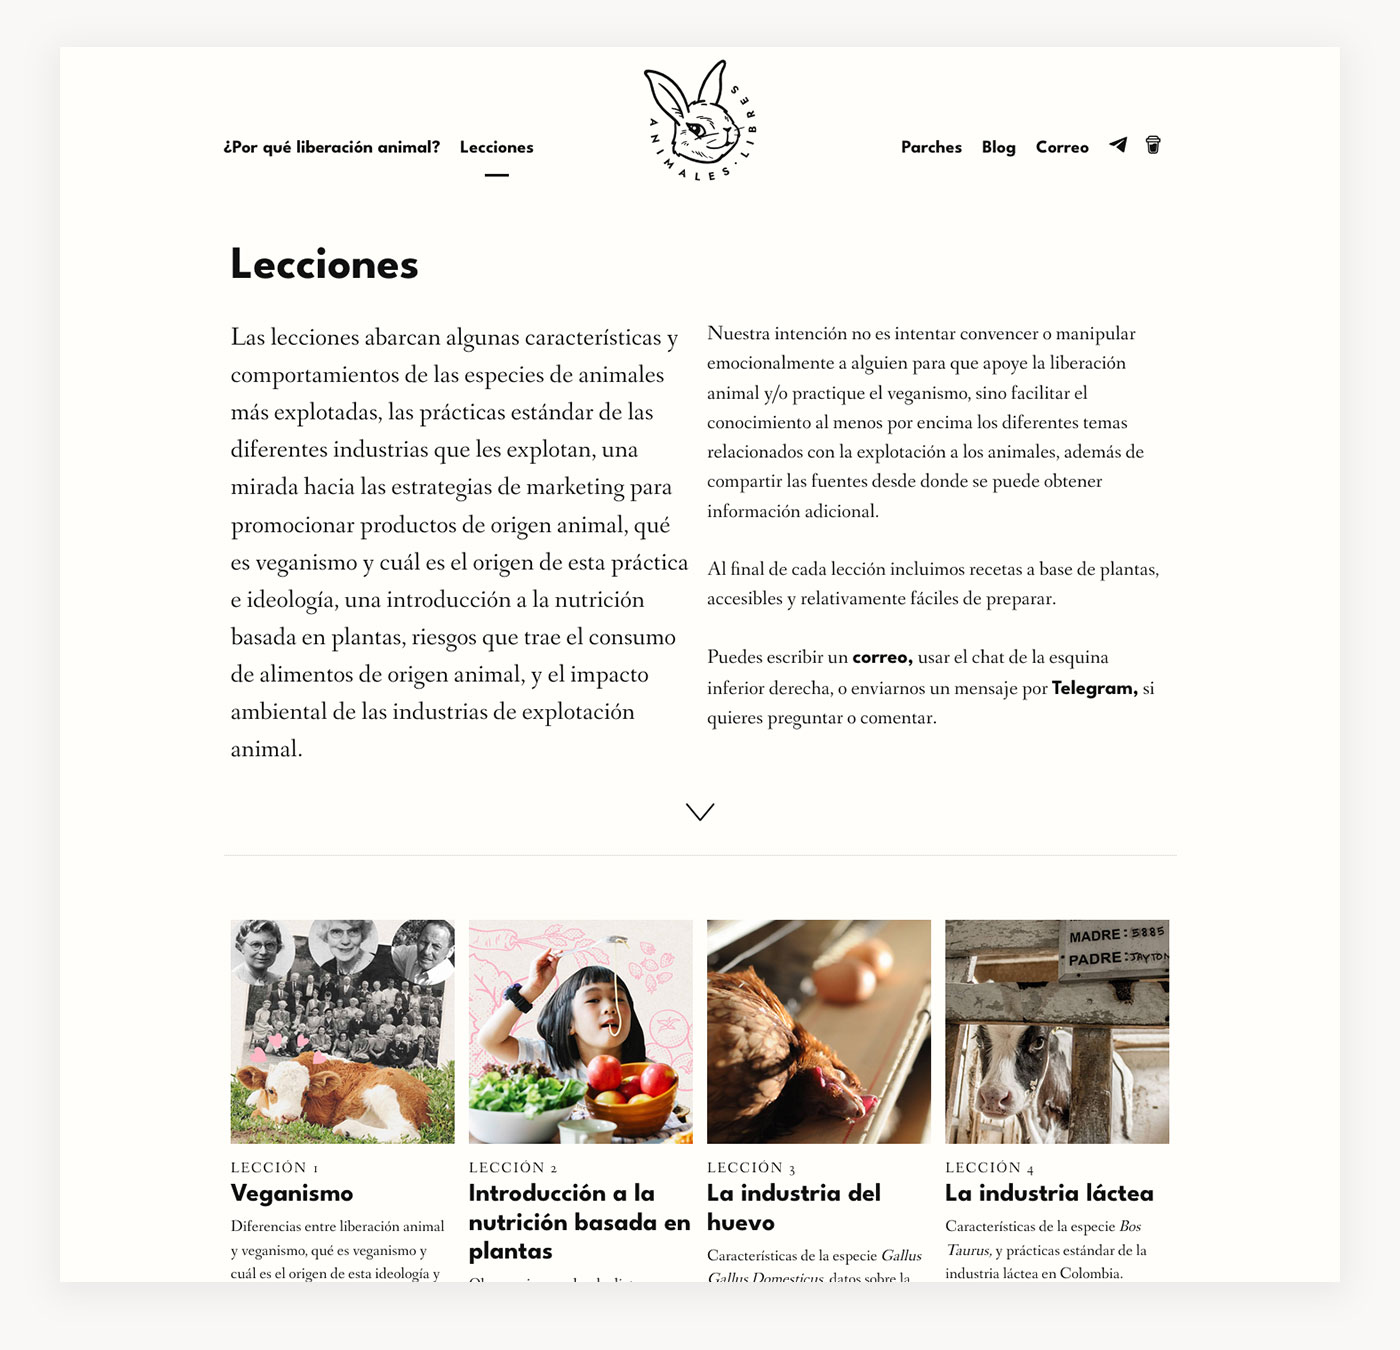 ¿Por qué liberación animal? Lecciones
ANIMALES · LIBRES
Parches Blog Correo
Lecciones
Las lecciones abarcan algunas características y
comportamientos de las especies de animales
más explotadas, las prácticas estándar de las
diferentes industrias que les explotan, una
mirada hacia las estrategias de marketing para
promocionar productos de origen animal, qué
es veganismo y cuál es el origen de esta práctica
e ideología, una introducción a la nutrición
basada en plantas, riesgos que trae el consumo
de alimentos de origen animal, y el impacto
ambiental de las industrias de explotación
animal.
Nuestra intención no es intentar convencer o manipular
emocionalmente a alguien para que apoye la liberación
animal y/o practique el veganismo, sino facilitar el
conocimiento al menos por encima los diferentes temas
relacionados con la explotación a los animales, además de
compartir las fuentes desde donde se puede obtener
información adicional.
Al final de cada lección incluimos recetas a base de plantas,
accesibles y relativamente fáciles de preparar.
Puedes escribir un correo, usar el chat de la esquina
inferior derecha, o enviarnos un mensaje por Telegram, si
quieres preguntar o comentar.
MADRE: 5885
PADRE: JAYTON
LECCIÓN 1
Veganismo
Diferencias entre liberación animal
y veganismo, qué es veganismo y
cuál es el origen de esta ideología y
LECCIÓN 2
Introducción a la
nutrición basada en
plantas
LECCIÓN 3
La industria del
huevo
Características de la especie Gallus
Gallus Domesticus, datos sobre la
LECCIÓN 4
La industria láctea
Características de la especie Bos
Taurus, y prácticas estándar de la
industria láctea en Colombia.